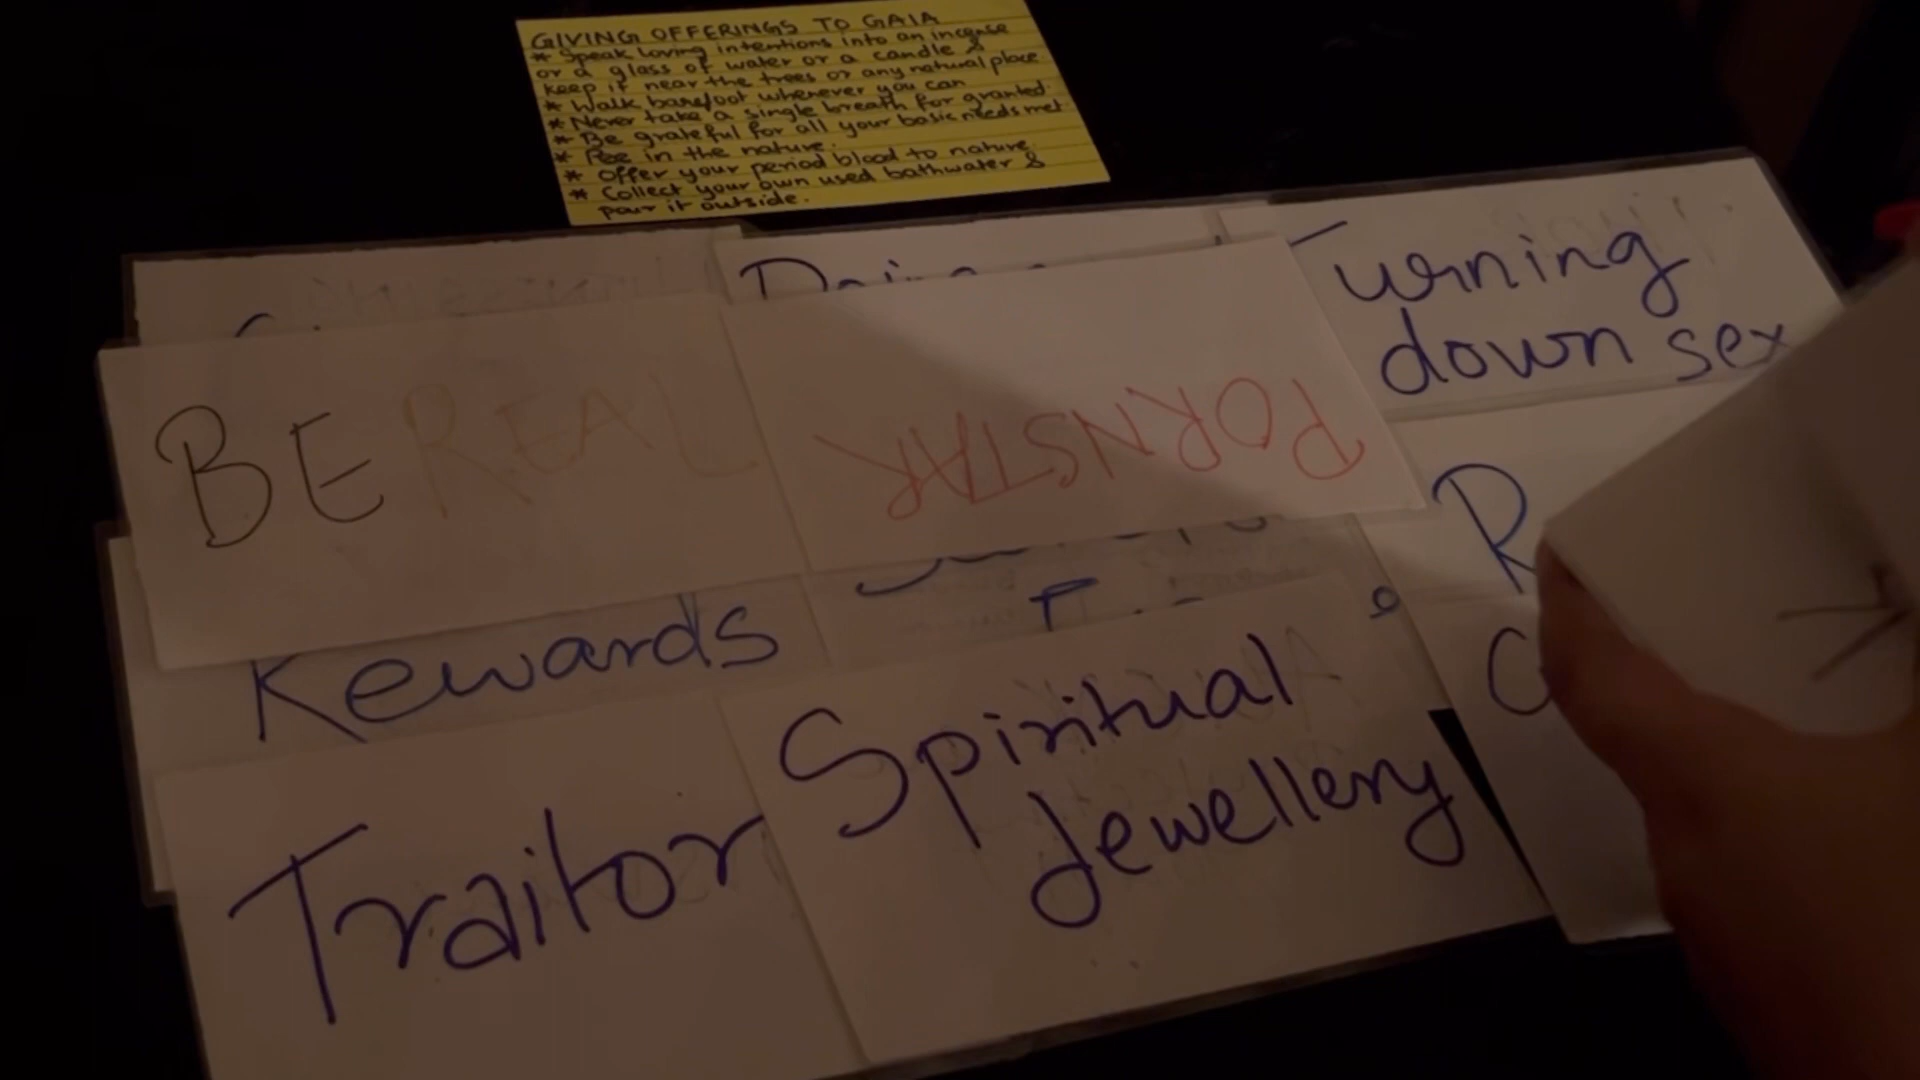 GIVING OFFERINGS TO GAIA
* Speak loving intentions into an incense
or a glass of water or a candle &
keep it near the trees or any natural place
* Walk barefoot wherever you can
* Never take a single breath for granted.
* Be grateful for all your basic needs met
* Pee in the nature.
* Offer your period blood to nature
* Collect your own used bathwater &
pour it outside.
Turning
down sex
BE REAL
PORNSTAR
Rewards
Traitor
Spiritual
Jewellery